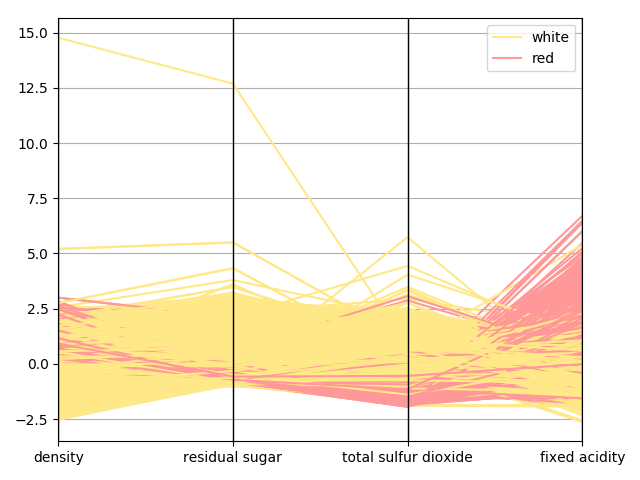 15.0
12.5
10.0
7.5
5.0
2.5
0.0
−2.5
white
red
density residual sugar total sulfur dioxide fixed acidity